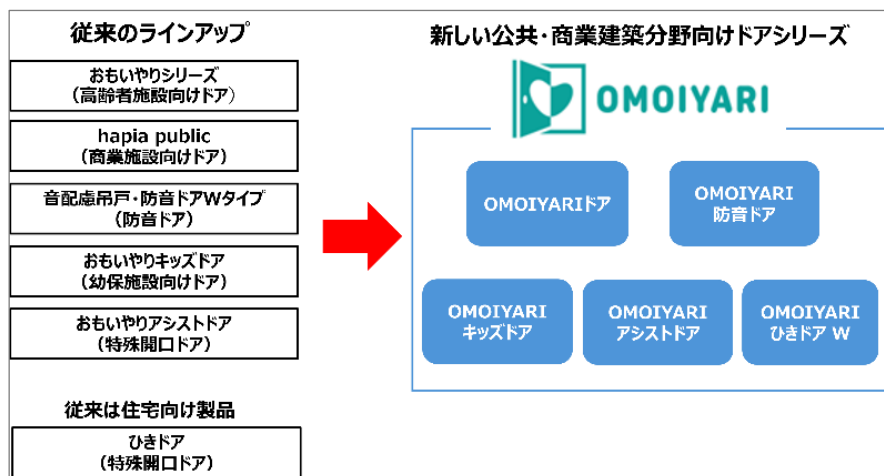 従来のラインアップ
おもいやりシリーズ
（高齢者施設向けドア）
hapia public
（商業施設向けドア）
音配慮吊戸・防音ドアWタイプ
（防音ドア）
おもいやりキッズドア
（幼保施設向けドア）
おもいやりアシストドア
（特殊開口ドア）
従来は住宅向け製品
ひきドア
（特殊開口ドア）
新しい公共・商業建築分野向けドアシリーズ
OMOIYARI
OMOIYARIドア
OMOIYARI
防音ドア
OMOIYARI
キッズドア
OMOIYARI
アシストドア
OMOIYARI
ひきドア W